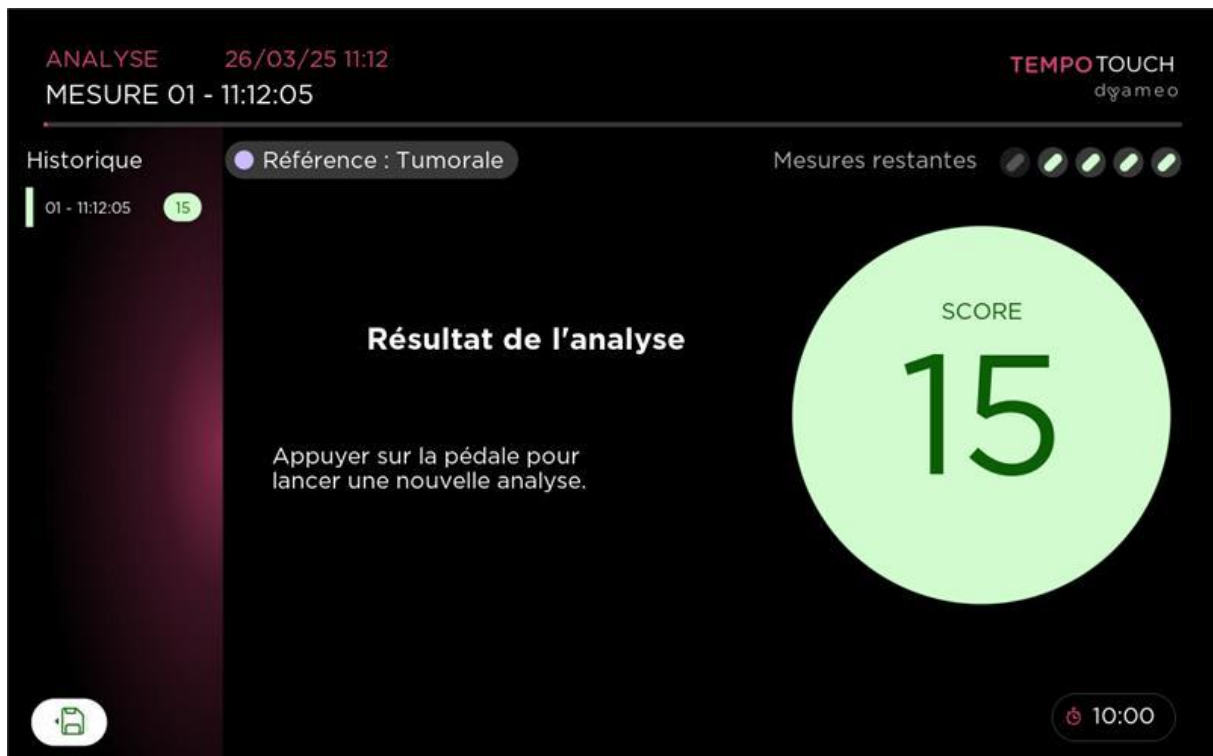 ANALYSE 26/03/25 11:12
MESURE 01 - 11:12:05
TEMPOTOUCH
dyameo
Historique
01 - 11:12:05 15
Référence : Tumorale
Mesures restantes
Résultat de l'analyse
Appuyer sur la pédale pour
lancer une nouvelle analyse.
SCORE
15
10:00